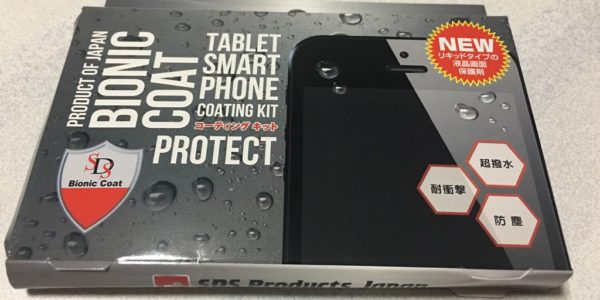 PRODUCT OF JAPAN
BIONIC
COAT
TABLET
SMART
PHONE
COATING KIT
コーティング キット
PROTECT
SDS
Bionic Coat
NEW
リキッドタイプの
液晶画面
保護剤
超撥水
耐衝撃
防塵
SDS Products Japan